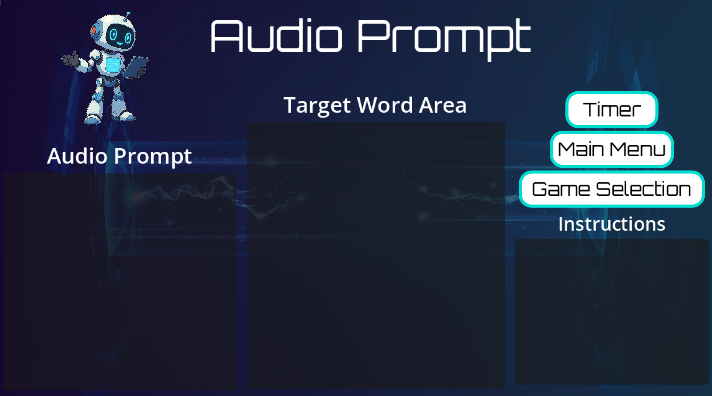 Audio Prompt
Target Word Area
Audio Prompt
Timer
Main Menu
Game Selection
Instructions